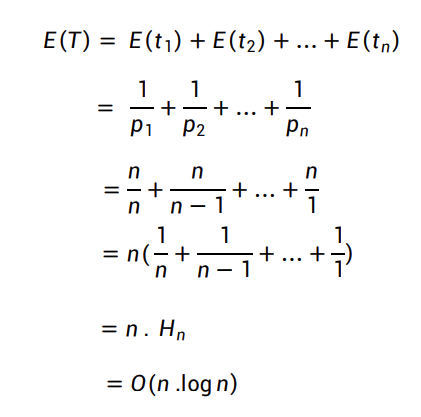 E(T) = E(t₁) + E(t₂) + ... + E(tₙ)
= 1/p₁ + 1/p₂ + ... + 1/pₙ
= n/n + n/(n − 1) + ... + n/1
= n(1/n + 1/(n − 1) + ... + 1/1)
= n . Hₙ
= O(n .log n)